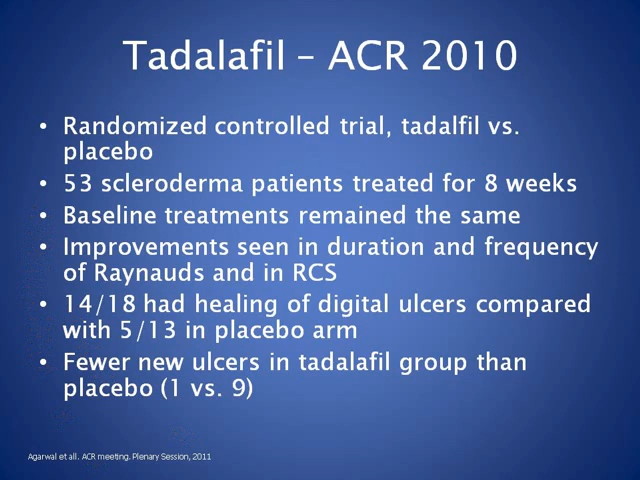 Tadalafil – ACR 2010
• Randomized controlled trial, tadalfil vs.
placebo
• 53 scleroderma patients treated for 8 weeks
• Baseline treatments remained the same
• Improvements seen in duration and frequency
of Raynauds and in RCS
• 14/18 had healing of digital ulcers compared
with 5/13 in placebo arm
• Fewer new ulcers in tadalafil group than
placebo (1 vs. 9)
Agarwal et all. ACR meeting. Plenary Session, 2011